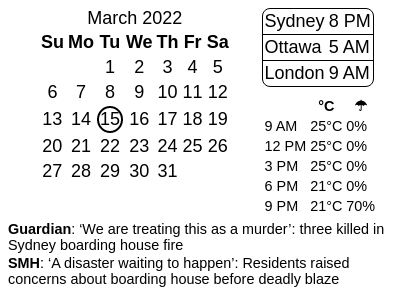 March 2022
Su Mo Tu We Th Fr Sa
1 2 3 4 5
6 7 8 9 10 11 12
13 14 15 16 17 18 19
20 21 22 23 24 25 26
27 28 29 30 31
Sydney 8 PM
Ottawa 5 AM
London 9 AM
°C ☂
9 AM 25°C 0%
12 PM 25°C 0%
3 PM 25°C 0%
6 PM 21°C 0%
9 PM 21°C 70%
Guardian: ‘We are treating this as a murder’: three killed in
Sydney boarding house fire
SMH: ‘A disaster waiting to happen’: Residents raised
concerns about boarding house before deadly blaze